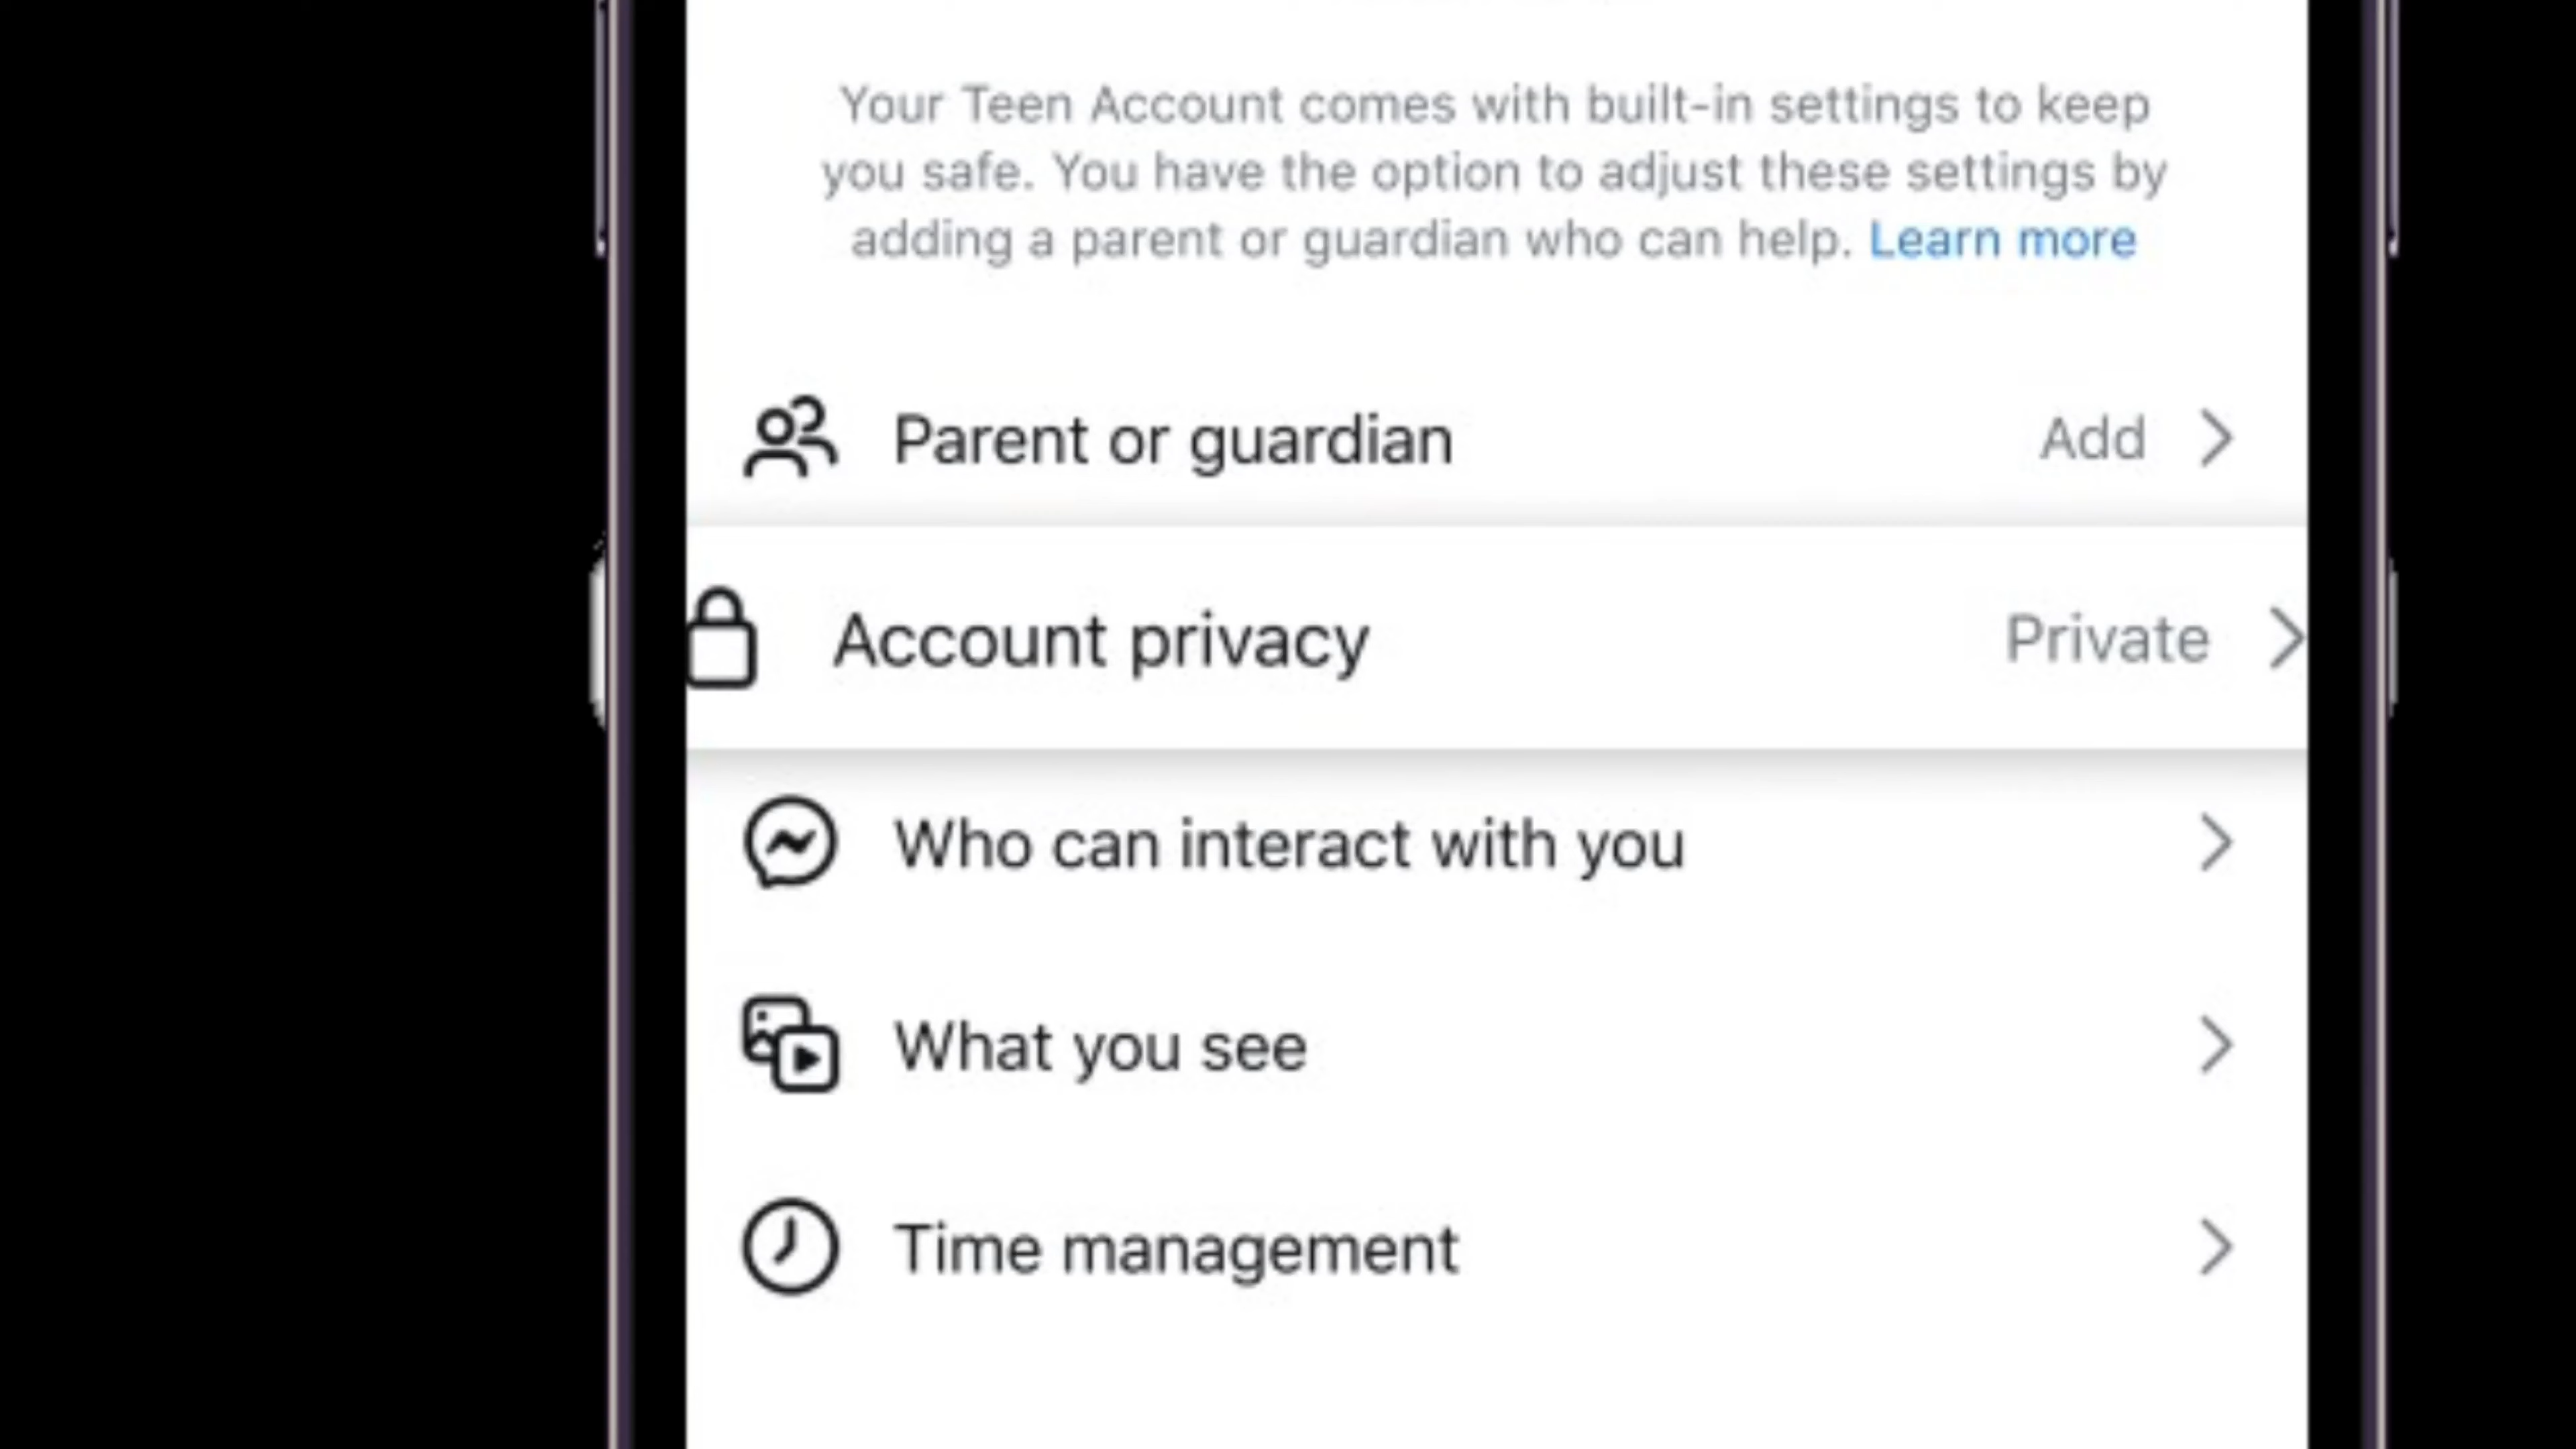 Your Teen Account comes with built-in settings to keep
you safe. You have the option to adjust these settings by
adding a parent or guardian who can help. Learn more
Parent or guardian Add
Account privacy Private
Who can interact with you
What you see
Time management